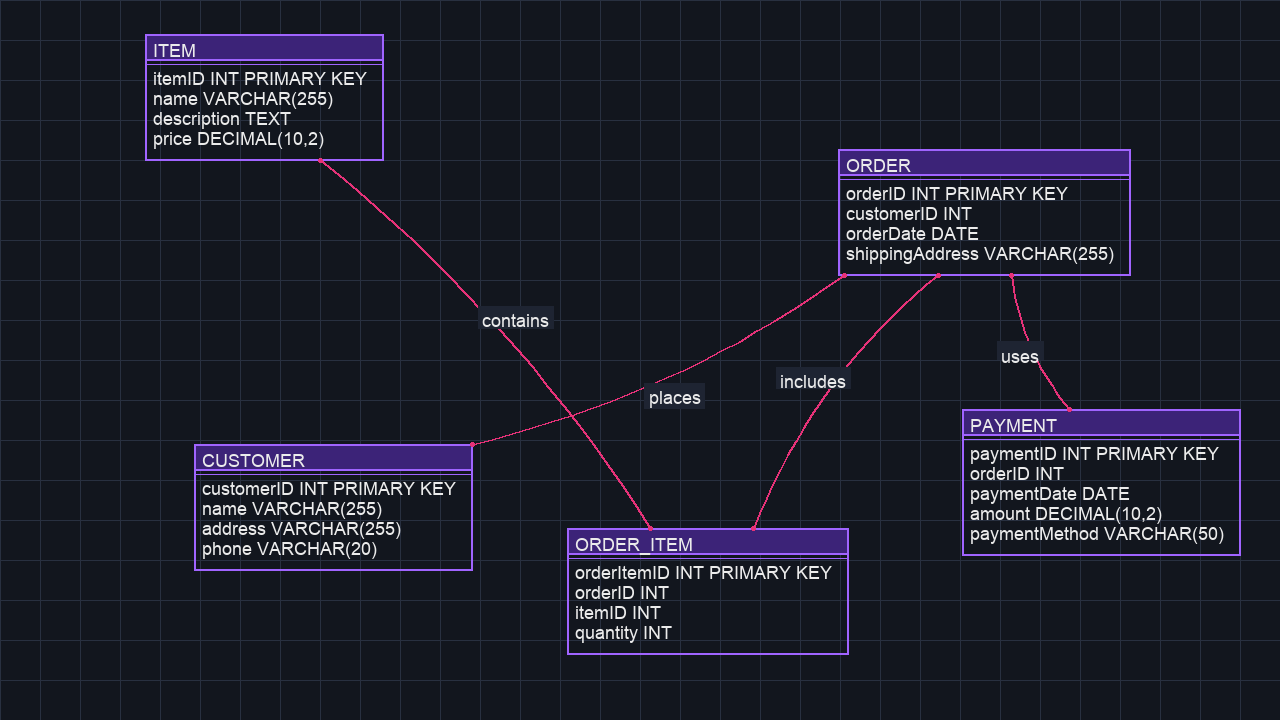 ITEM
itemID INT PRIMARY KEY
name VARCHAR(255)
description TEXT
price DECIMAL(10,2)
ORDER
orderID INT PRIMARY KEY
customerID INT
orderDate DATE
shippingAddress VARCHAR(255)
contains
uses
includes
places
CUSTOMER
customerID INT PRIMARY KEY
name VARCHAR(255)
address VARCHAR(255)
phone VARCHAR(20)
PAYMENT
paymentID INT PRIMARY KEY
orderID INT
paymentDate DATE
amount DECIMAL(10,2)
paymentMethod VARCHAR(50)
ORDER_ITEM
orderItemID INT PRIMARY KEY
orderID INT
itemID INT
quantity INT